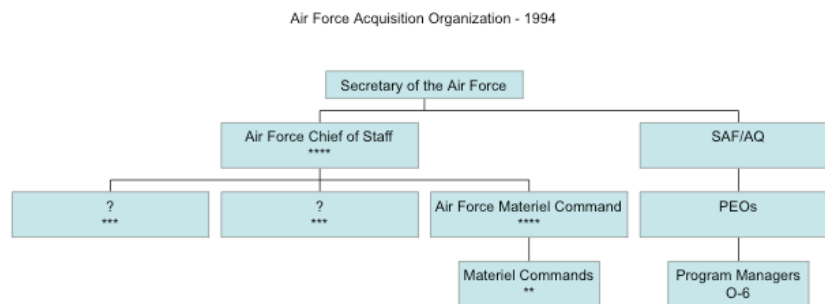 Air Force Acquisition Organization - 1994
Secretary of the Air Force
Air Force Chief of Staff
****
SAF/AQ
?
***
?
***
Air Force Materiel Command
****
PEOs
Materiel Commands
**
Program Managers
O-6